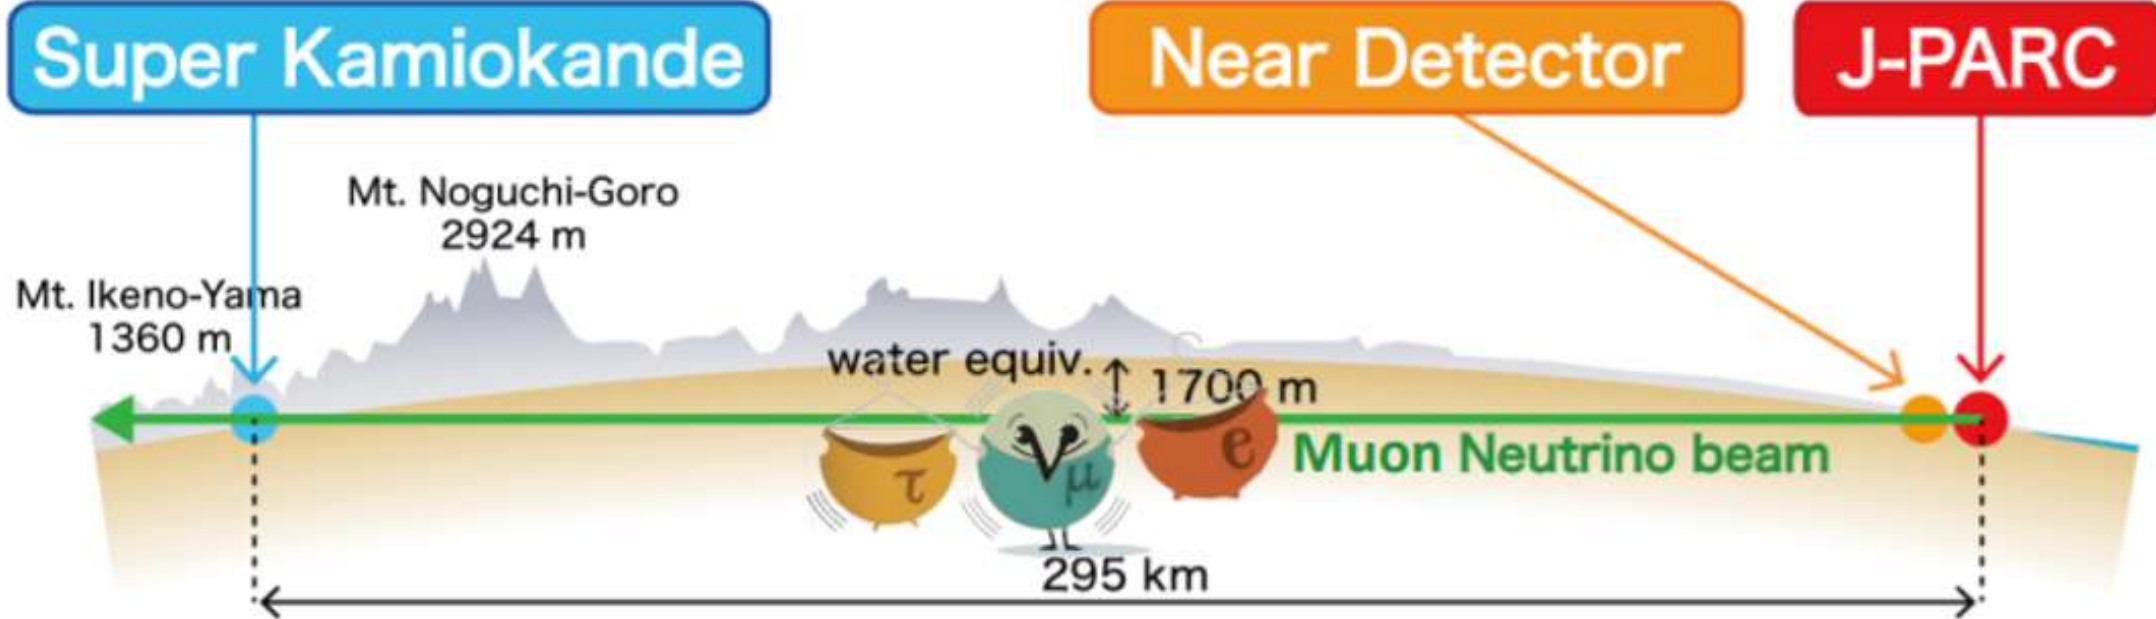 Super Kamiokande
Near Detector
J-PARC
Mt. Noguchi-Goro
2924 m
Mt. Ikeno-Yama
1360 m
water equiv.
1700 m
τ
ν
μ
e
Muon Neutrino beam
295 km